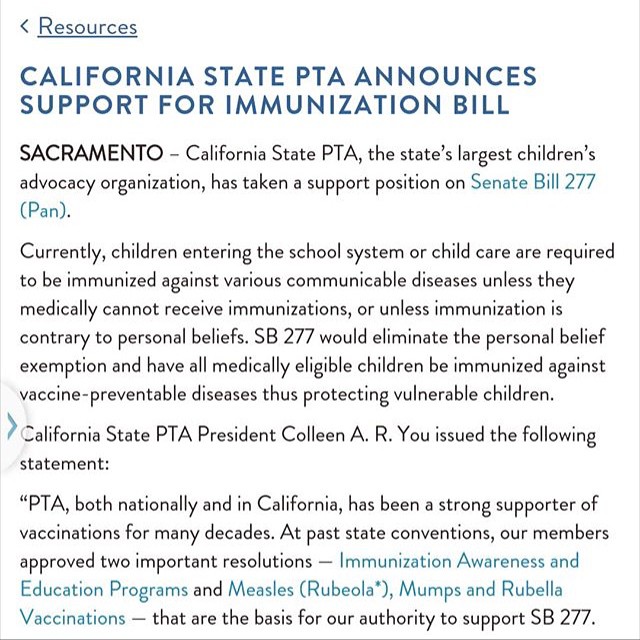 < Resources
CALIFORNIA STATE PTA ANNOUNCES
SUPPORT FOR IMMUNIZATION BILL
SACRAMENTO – California State PTA, the state’s largest children’s
advocacy organization, has taken a support position on Senate Bill 277
(Pan).
Currently, children entering the school system or child care are required
to be immunized against various communicable diseases unless they
medically cannot receive immunizations, or unless immunization is
contrary to personal beliefs. SB 277 would eliminate the personal belief
exemption and have all medically eligible children be immunized against
vaccine-preventable diseases thus protecting vulnerable children.
California State PTA President Colleen A. R. You issued the following
statement:
“PTA, both nationally and in California, has been a strong supporter of
vaccinations for many decades. At past state conventions, our members
approved two important resolutions — Immunization Awareness and
Education Programs and Measles (Rubeola*), Mumps and Rubella
Vaccinations — that are the basis for our authority to support SB 277.